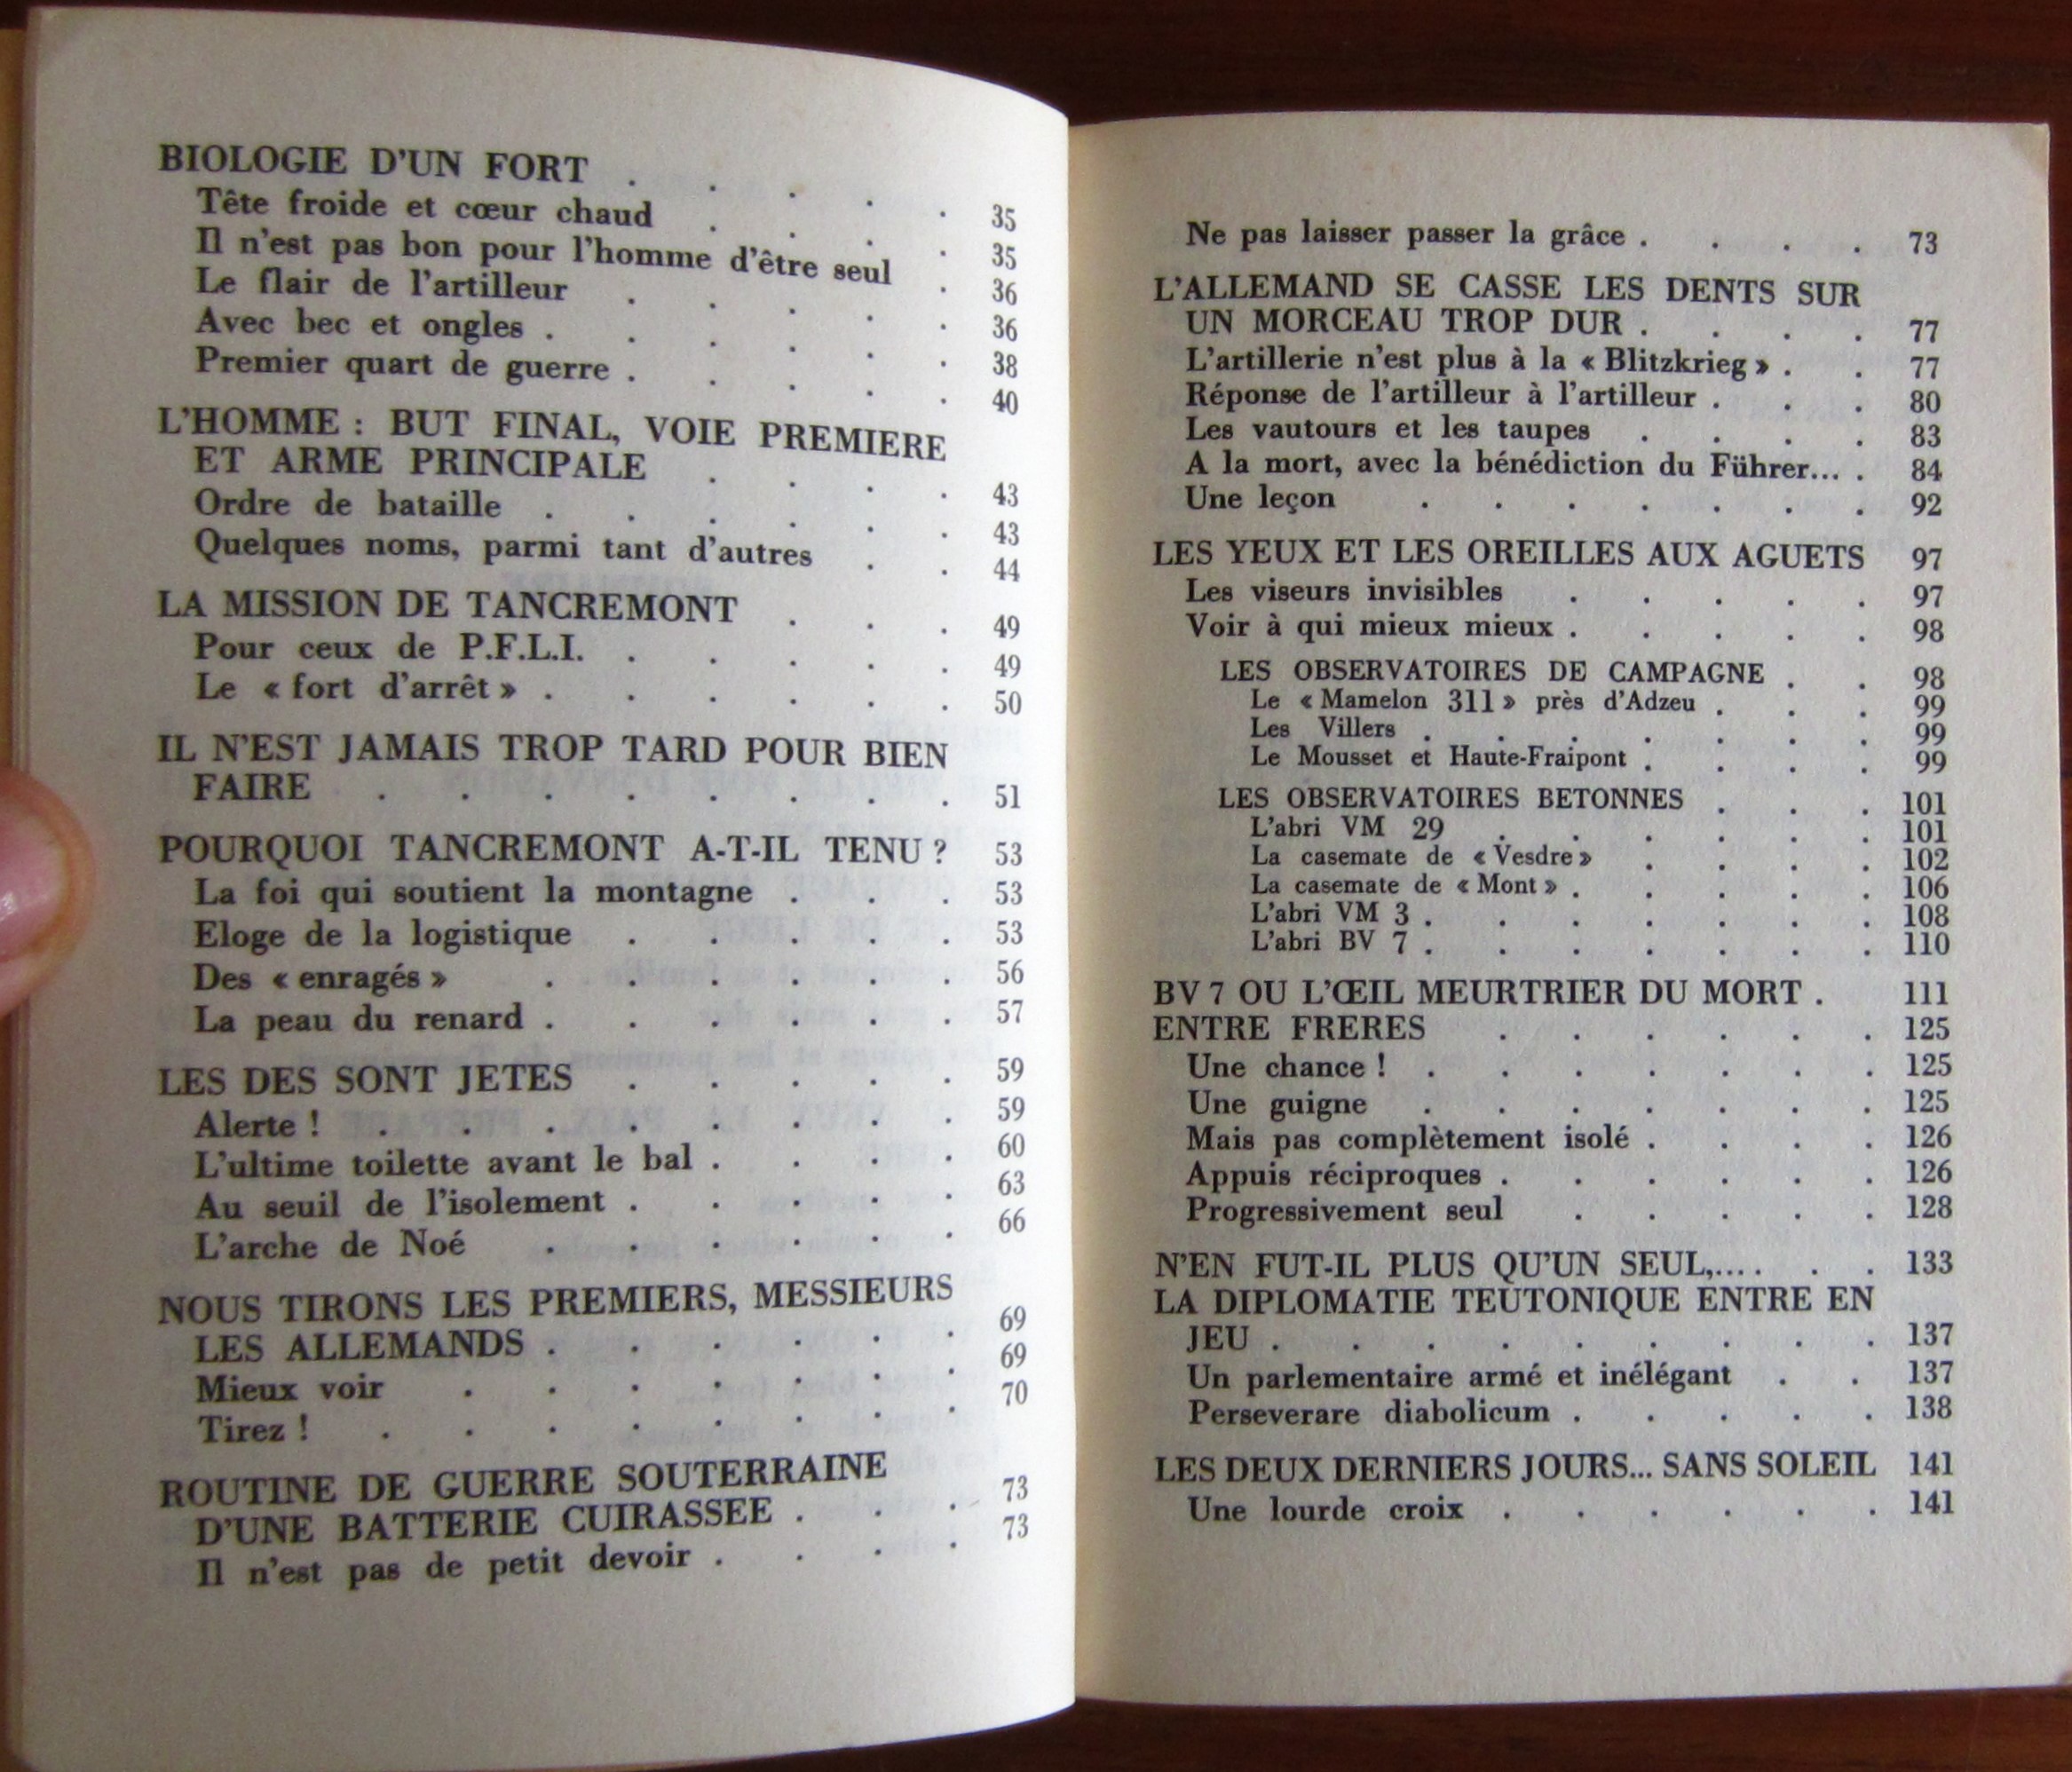 BIOLOGIE D'UN FORT . . . . . 35
Tête froide et cœur chaud . . . . 35
Il n'est pas bon pour l'homme d'être seul . 36
Le flair de l'artilleur . . . . . 36
Avec bec et ongles . . . . . . 38
Premier quart de guerre . . . . . 40
L'HOMME : BUT FINAL, VOIE PREMIERE
ET ARME PRINCIPALE . . . . 43
Ordre de bataille . . . . . . 43
Quelques noms, parmi tant d'autres . . 44
LA MISSION DE TANCREMONT . . . 49
Pour ceux de P.F.L.I. . . . . . 49
Le « fort d'arrêt » . . . . . . 50
IL N'EST JAMAIS TROP TARD POUR BIEN
FAIRE . . . . . . . . 51
POURQUOI TANCREMONT A-T-IL TENU ? 53
La foi qui soutient la montagne . . . 53
Eloge de la logistique . . . . . 53
Des « enragés » . . . . . . 56
La peau du renard . . . . . . 57
LES DES SONT JETES . . . . . 59
Alerte ! . . . . . . . . 59
L'ultime toilette avant le bal . . . . 60
Au seuil de l'isolement . . . . . 63
L'arche de Noé . . . . . . 66
NOUS TIRONS LES PREMIERS, MESSIEURS
LES ALLEMANDS . . . . . . 69
Mieux voir . . . . . . . 69
Tirez ! . . . . . . . . 70
ROUTINE DE GUERRE SOUTERRAINE
D'UNE BATTERIE CUIRASSEE . . . 73
Il n'est pas de petit devoir . . . . 73
Ne pas laisser passer la grâce . . . . 73
L'ALLEMAND SE CASSE LES DENTS SUR
UN MORCEAU TROP DUR . . . . 77
L'artillerie n'est plus à la « Blitzkrieg » . . 77
Réponse de l'artilleur à l'artilleur . . . 80
Les vautours et les taupes . . . . 83
A la mort, avec la bénédiction du Führer... . 84
Une leçon . . . . . . . 92
LES YEUX ET LES OREILLES AUX AGUETS 97
Les viseurs invisibles . . . . . 97
Voir à qui mieux mieux . . . . . 98
LES OBSERVATOIRES DE CAMPAGNE . . 98
Le « Mamelon 311 » près d'Adzeu . . . 99
Les Villers . . . . . . . 99
Le Mousset et Haute-Fraipont . . . . 99
LES OBSERVATOIRES BETONNES . . . 101
L'abri VM 29 . . . . . . 101
La casemate de « Vesdre » . . . . 102
La casemate de « Mont » . . . . . 106
L'abri VM 3 . . . . . . . 108
L'abri BV 7 . . . . . . . 110
BV 7 OU L'ŒIL MEURTRIER DU MORT . 111
ENTRE FRERES . . . . . . 125
Une chance ! . . . . . . . 125
Une guigne . . . . . . . 125
Mais pas complètement isolé . . . . 126
Appuis réciproques . . . . . . 126
Progressivement seul . . . . . 128
N'EN FUT-IL PLUS QU'UN SEUL,... . . . 133
LA DIPLOMATIE TEUTONIQUE ENTRE EN
JEU . . . . . . . . . 137
Un parlementaire armé et inélégant . . 137
Perseverare diabolicum . . . . . 138
LES DEUX DERNIERS JOURS... SANS SOLEIL 141
Une lourde croix . . . . . . 141